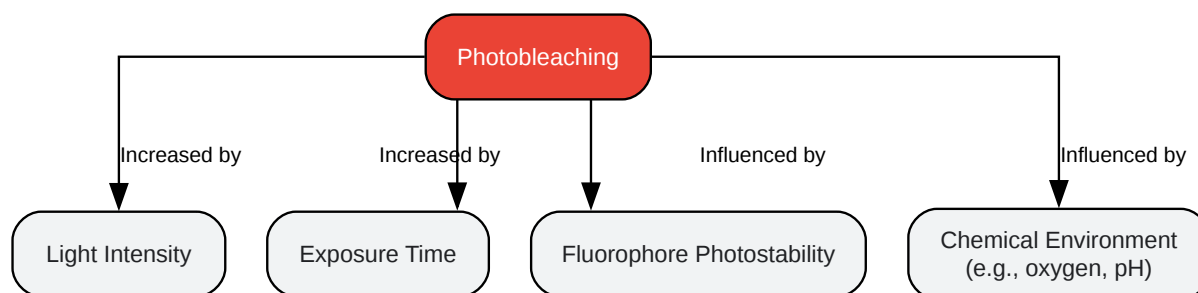 Photobleaching
Increased by
Increased by
Influenced by
Influenced by
Light Intensity
Exposure Time
Fluorophore Photostability
Chemical Environment
(e.g., oxygen, pH)